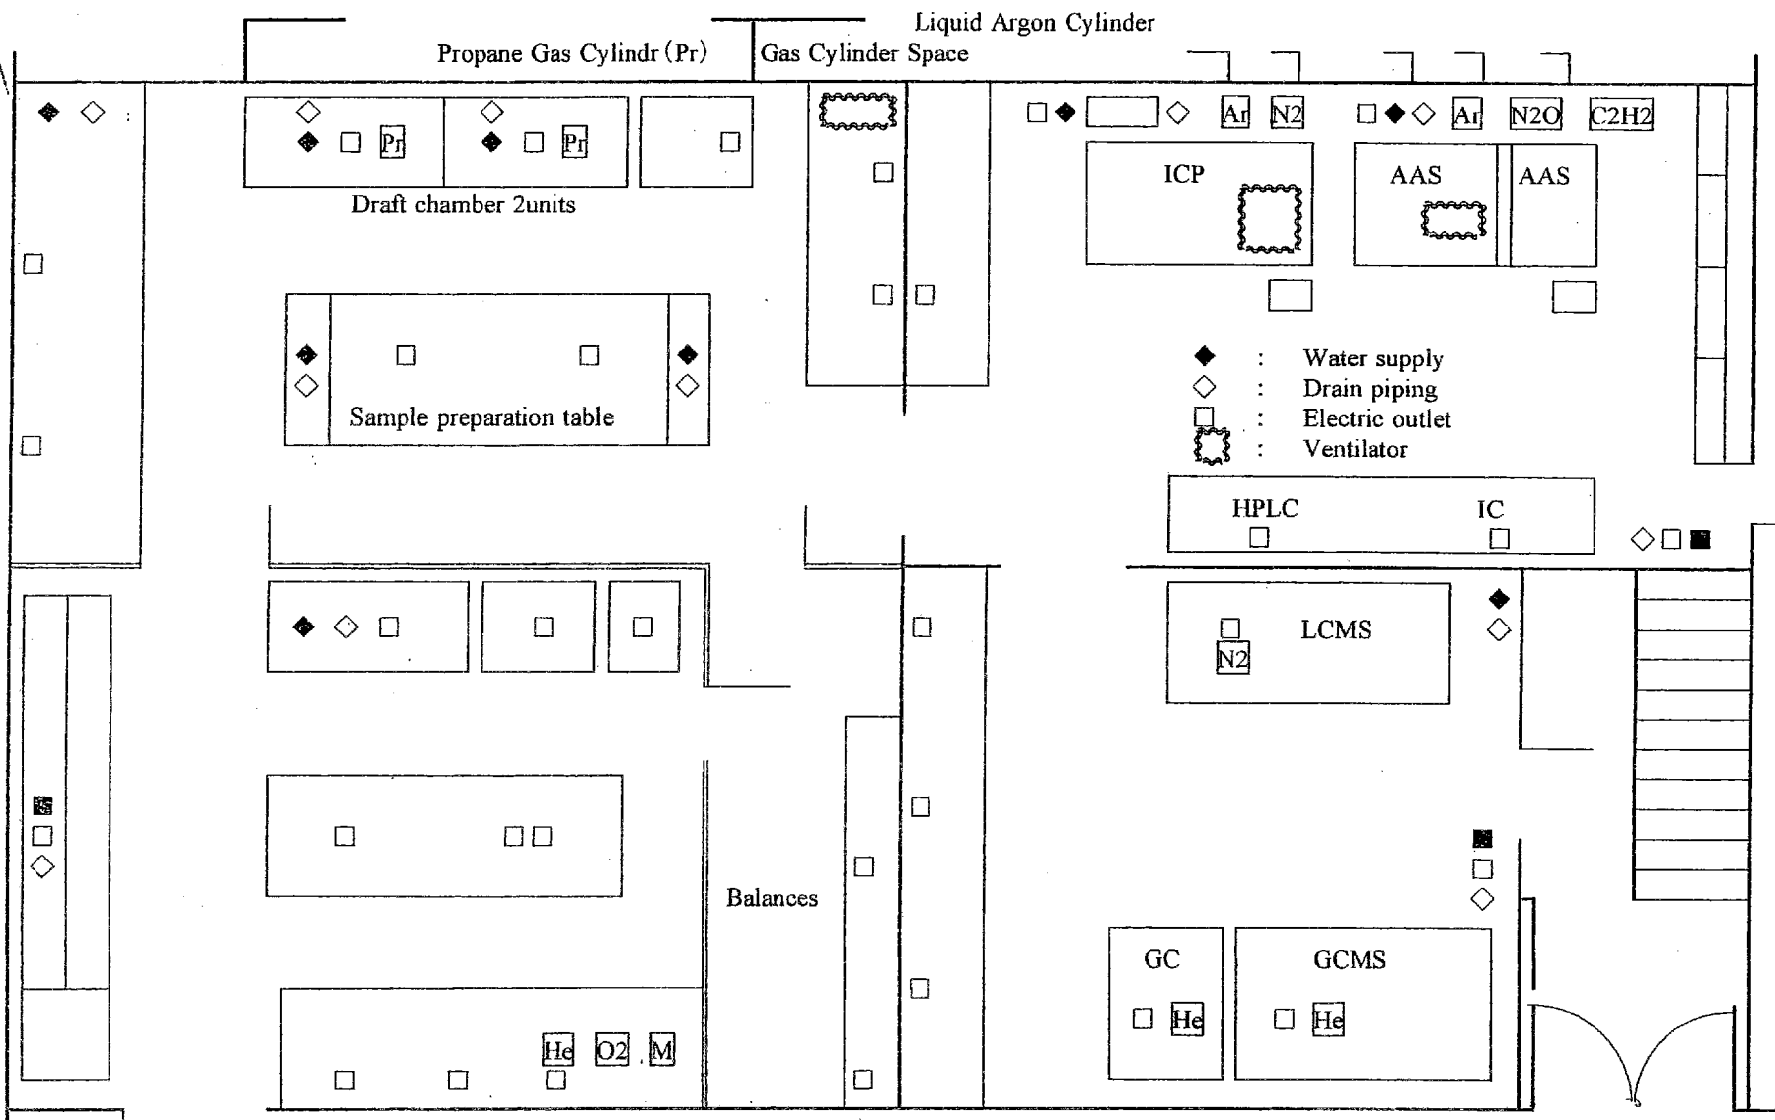 Liquid Argon Cylinder
Propane Gas Cylindr (Pr) Gas Cylinder Space
Ar N2 Ar N2O C2H2
Pr Pr
ICP AAS AAS
Draft chamber 2units
: Water supply
: Drain piping
Sample preparation table
: Electric outlet
: Ventilator
HPLC IC
LCMS
N2
Balances
GC GCMS
He He
He O2 M